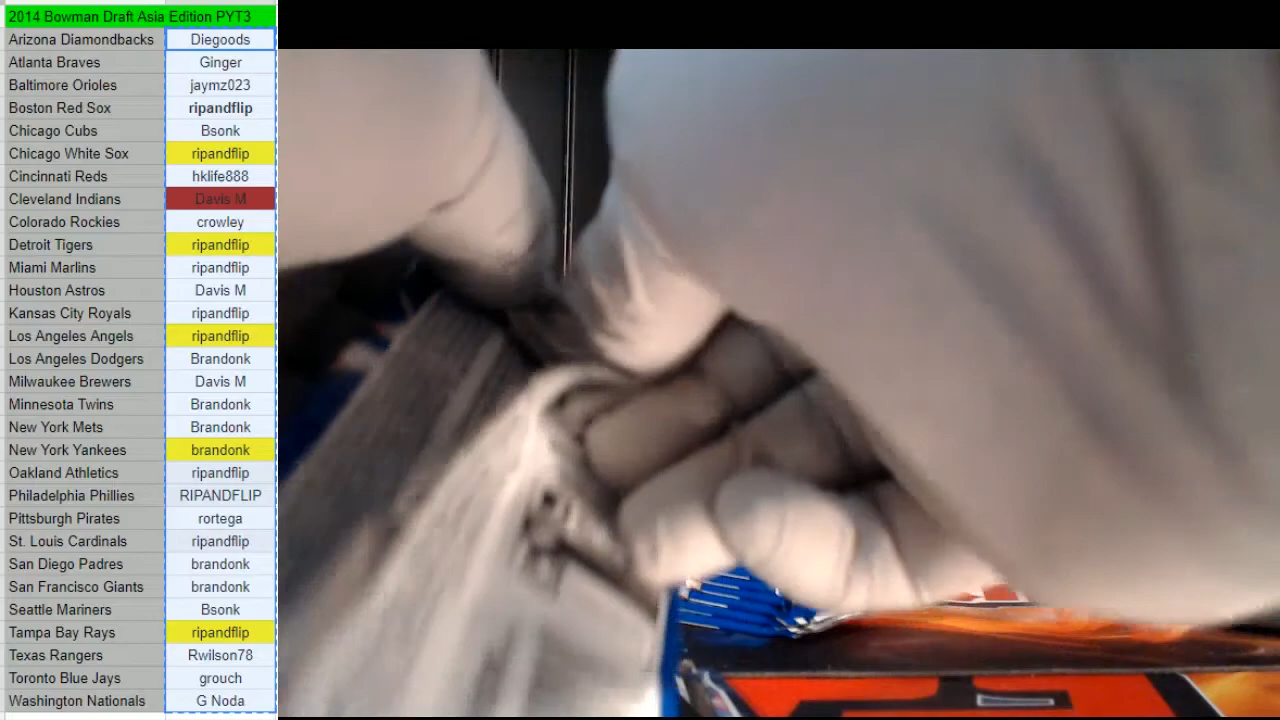 2014 Bowman Draft Asia Edition PYT3
Arizona Diamondbacks Diegoods
Atlanta Braves Ginger
Baltimore Orioles jaymz023
Boston Red Sox ripandflip
Chicago Cubs Bsonk
Chicago White Sox ripandflip
Cincinnati Reds hklife888
Cleveland Indians Davis M
Colorado Rockies crowley
Detroit Tigers ripandflip
Miami Marlins ripandflip
Houston Astros Davis M
Kansas City Royals ripandflip
Los Angeles Angels ripandflip
Los Angeles Dodgers Brandonk
Milwaukee Brewers Davis M
Minnesota Twins Brandonk
New York Mets Brandonk
New York Yankees brandonk
Oakland Athletics ripandflip
Philadelphia Phillies RIPANDFLIP
Pittsburgh Pirates rortega
St. Louis Cardinals ripandflip
San Diego Padres brandonk
San Francisco Giants brandonk
Seattle Mariners Bsonk
Tampa Bay Rays ripandflip
Texas Rangers Rwilson78
Toronto Blue Jays grouch
Washington Nationals G Noda